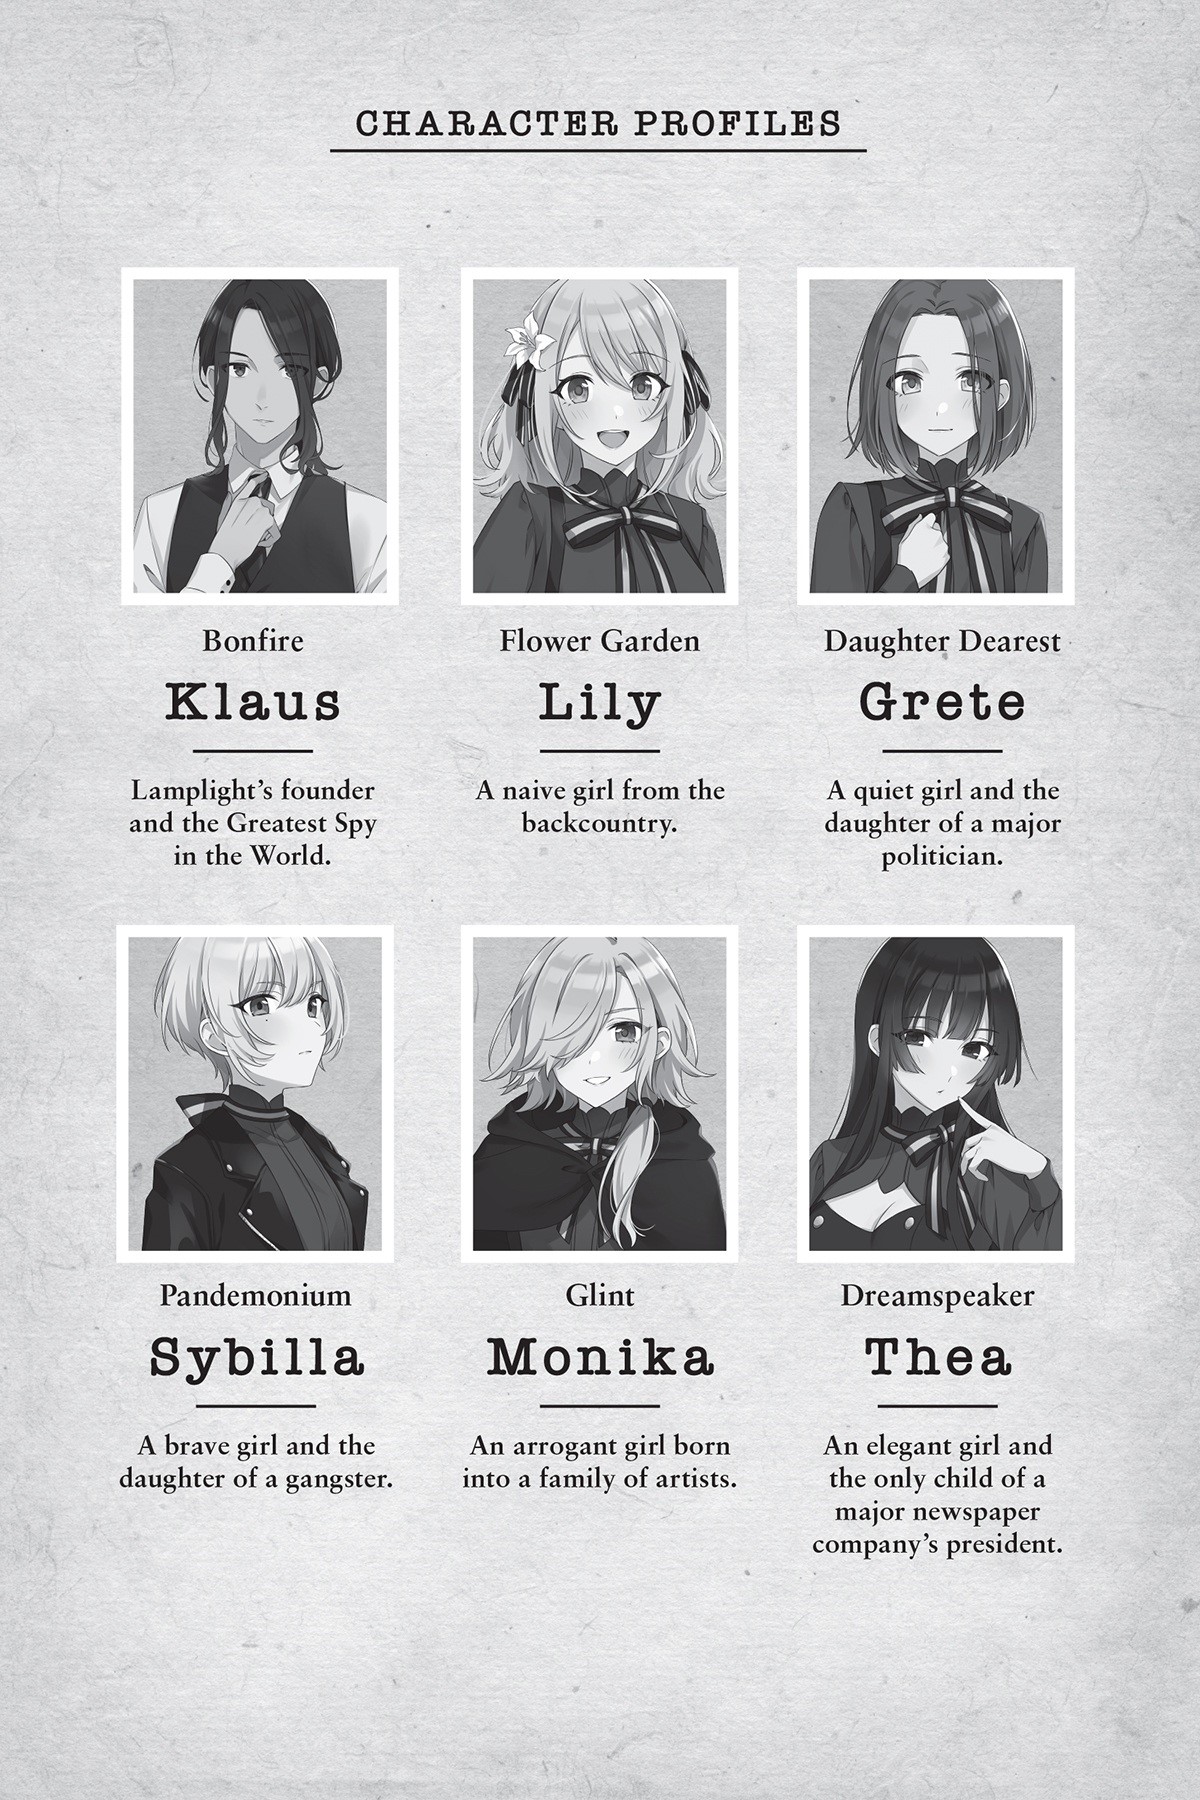 CHARACTER PROFILES
Bonfire
Klaus
Lamplight's founder
and the Greatest Spy
in the World.
Flower Garden
Lily
A naive girl from the
backcountry.
Daughter Dearest
Grete
A quiet girl and the
daughter of a major
politician.
Pandemonium
Sybilla
A brave girl and the
daughter of a gangster.
Glint
Monika
An arrogant girl born
into a family of artists.
Dreamspeaker
Thea
An elegant girl and
the only child of a
major newspaper
company's president.